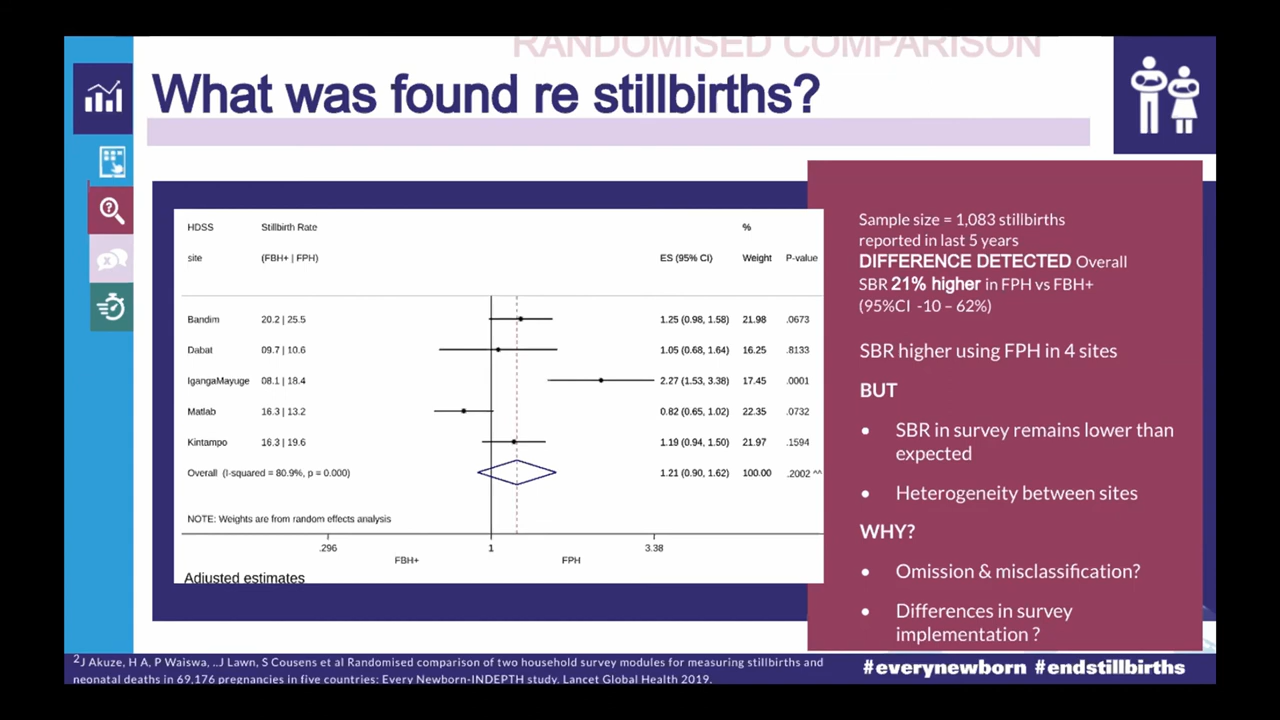 RANDOMISED COMPARISON
What was found re stillbirths?
HDSS Stillbirth Rate %
site (FBH+ | FPH) ES (95% CI) Weight P-value
Bandim 20.2 | 25.5 1.25 (0.98, 1.58) 21.98 .0673
Dabat 09.7 | 10.6 1.05 (0.68, 1.64) 16.25 .8133
IgangaMayuge 08.1 | 18.4 2.27 (1.53, 3.38) 17.45 .0001
Matlab 16.3 | 13.2 0.82 (0.65, 1.02) 22.35 .0732
Kintampo 16.3 | 19.6 1.19 (0.94, 1.50) 21.97 .1594
Overall (I-squared = 80.9%, p = 0.000) 1.21 (0.90, 1.62) 100.00 .2002 ^^
NOTE: Weights are from random effects analysis
.296 1 3.38
FBH+ FPH
Adjusted estimates
Sample size = 1,083 stillbirths
reported in last 5 years
DIFFERENCE DETECTED Overall
SBR 21% higher in FPH vs FBH+
(95%CI -10 – 62%)
SBR higher using FPH in 4 sites
BUT
• SBR in survey remains lower than
expected
• Heterogeneity between sites
WHY?
• Omission & misclassification?
• Differences in survey
implementation ?
2J Akuze, H A, P Waiswa, ..J Lawn, S Cousens et al Randomised comparison of two household survey modules for measuring stillbirths and
neonatal deaths in 69,176 pregnancies in five countries: Every Newborn-INDEPTH study. Lancet Global Health 2019.
#everynewborn #endstillbirths